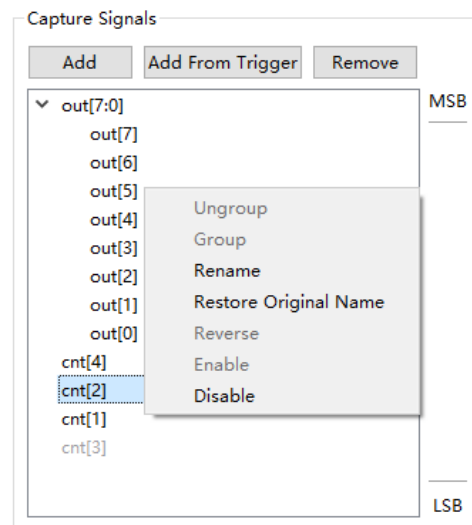 Capture Signals
Add Add From Trigger Remove
out[7:0] MSB
out[7]
out[6]
out[5]
out[4]
out[3]
out[2]
out[1]
out[0]
cnt[4]
cnt[2]
cnt[1]
cnt[3]
Ungroup
Group
Rename
Restore Original Name
Reverse
Enable
Disable
LSB